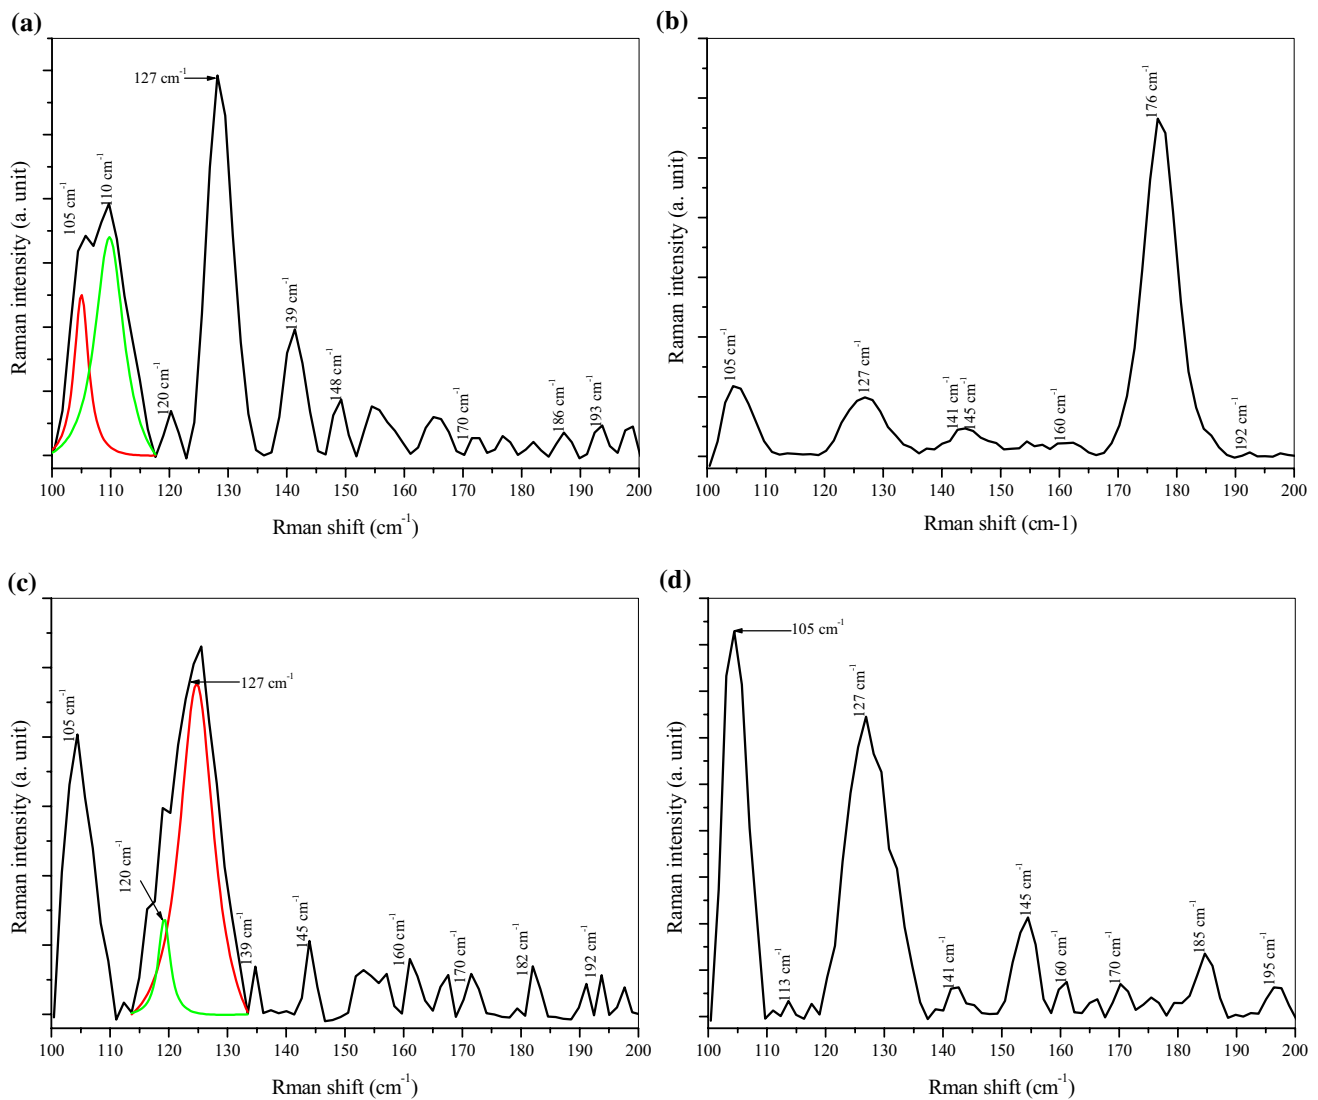 (a)
Raman intensity (a. unit)
105 cm⁻¹
110 cm⁻¹
120 cm⁻¹
127 cm⁻¹
139 cm⁻¹
148 cm⁻¹
170 cm⁻¹
186 cm⁻¹
193 cm⁻¹
100 110 120 130 140 150 160 170 180 190 200
Rman shift (cm⁻¹)
(b)
Raman intensity (a. unit)
105 cm⁻¹
127 cm⁻¹
141 cm⁻¹
145 cm⁻¹
160 cm⁻¹
176 cm⁻¹
192 cm⁻¹
100 110 120 130 140 150 160 170 180 190 200
Rman shift (cm-1)
(c)
Raman intensity (a. unit)
105 cm⁻¹
120 cm⁻¹
127 cm⁻¹
139 cm⁻¹
145 cm⁻¹
160 cm⁻¹
170 cm⁻¹
182 cm⁻¹
192 cm⁻¹
100 110 120 130 140 150 160 170 180 190 200
Rman shift (cm⁻¹)
(d)
Raman intensity (a. unit)
105 cm⁻¹
113 cm⁻¹
127 cm⁻¹
141 cm⁻¹
145 cm⁻¹
160 cm⁻¹
170 cm⁻¹
185 cm⁻¹
195 cm⁻¹
100 110 120 130 140 150 160 170 180 190 200
Rman shift (cm⁻¹)